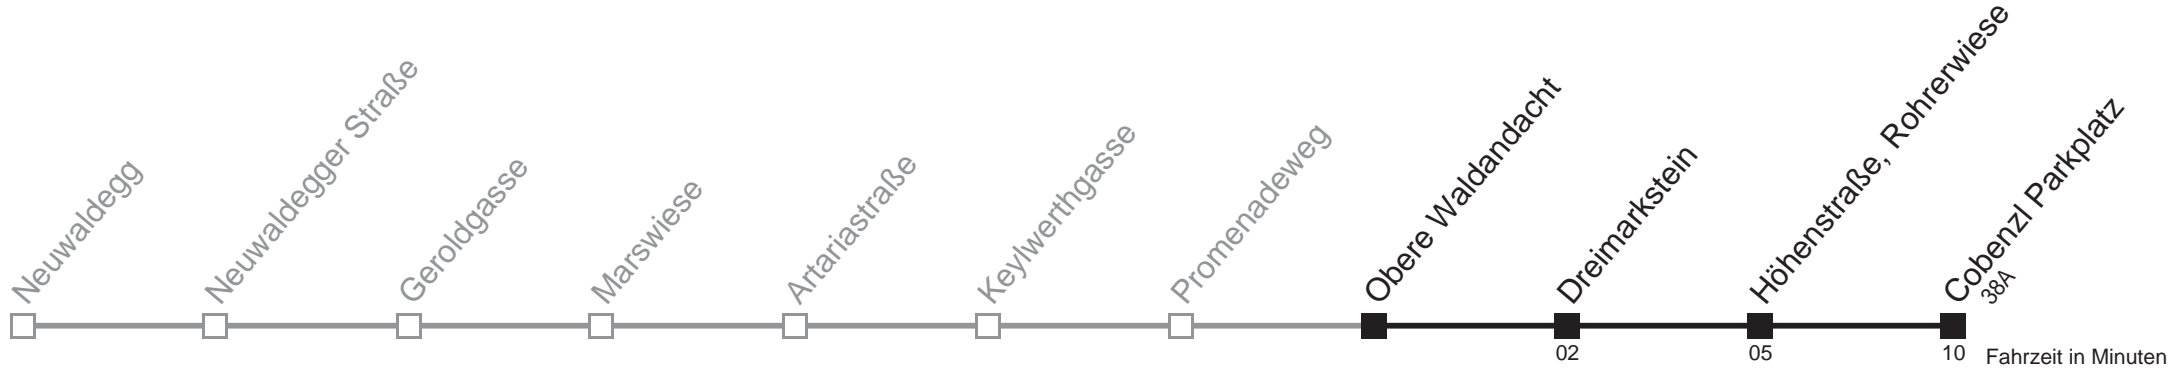 Neuwaldegg
Neuwaldegger Straße
Geroldgasse
Marswiese
Artariastraße
Keylwerthgasse
Promenadeweg
Obere Waldandacht
Dreimarkstein
Höhenstraße, Rohrerwiese
Cobenzl Parkplatz
38A
02
05
10
Fahrzeit in Minuten